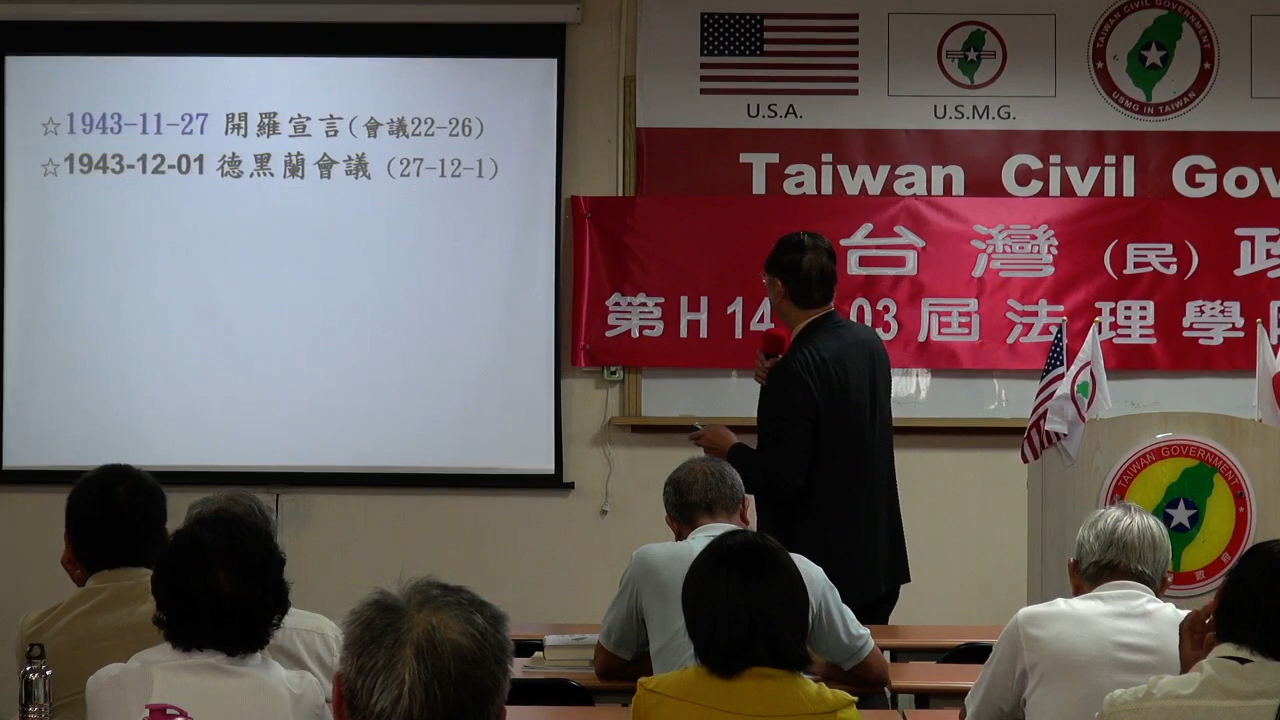 ☆1943-11-27 開羅宣言(會議22-26)
☆1943-12-01 德黑蘭會議 (27-12-1)
U.S.A.
U.S.M.G.
TAIWAN CIVIL GOVERNMENT
USMG IN TAIWAN
Taiwan Civil Gov
台灣(民)政
第H14 03屆法理學
TAIWAN GOVERNMENT
政府